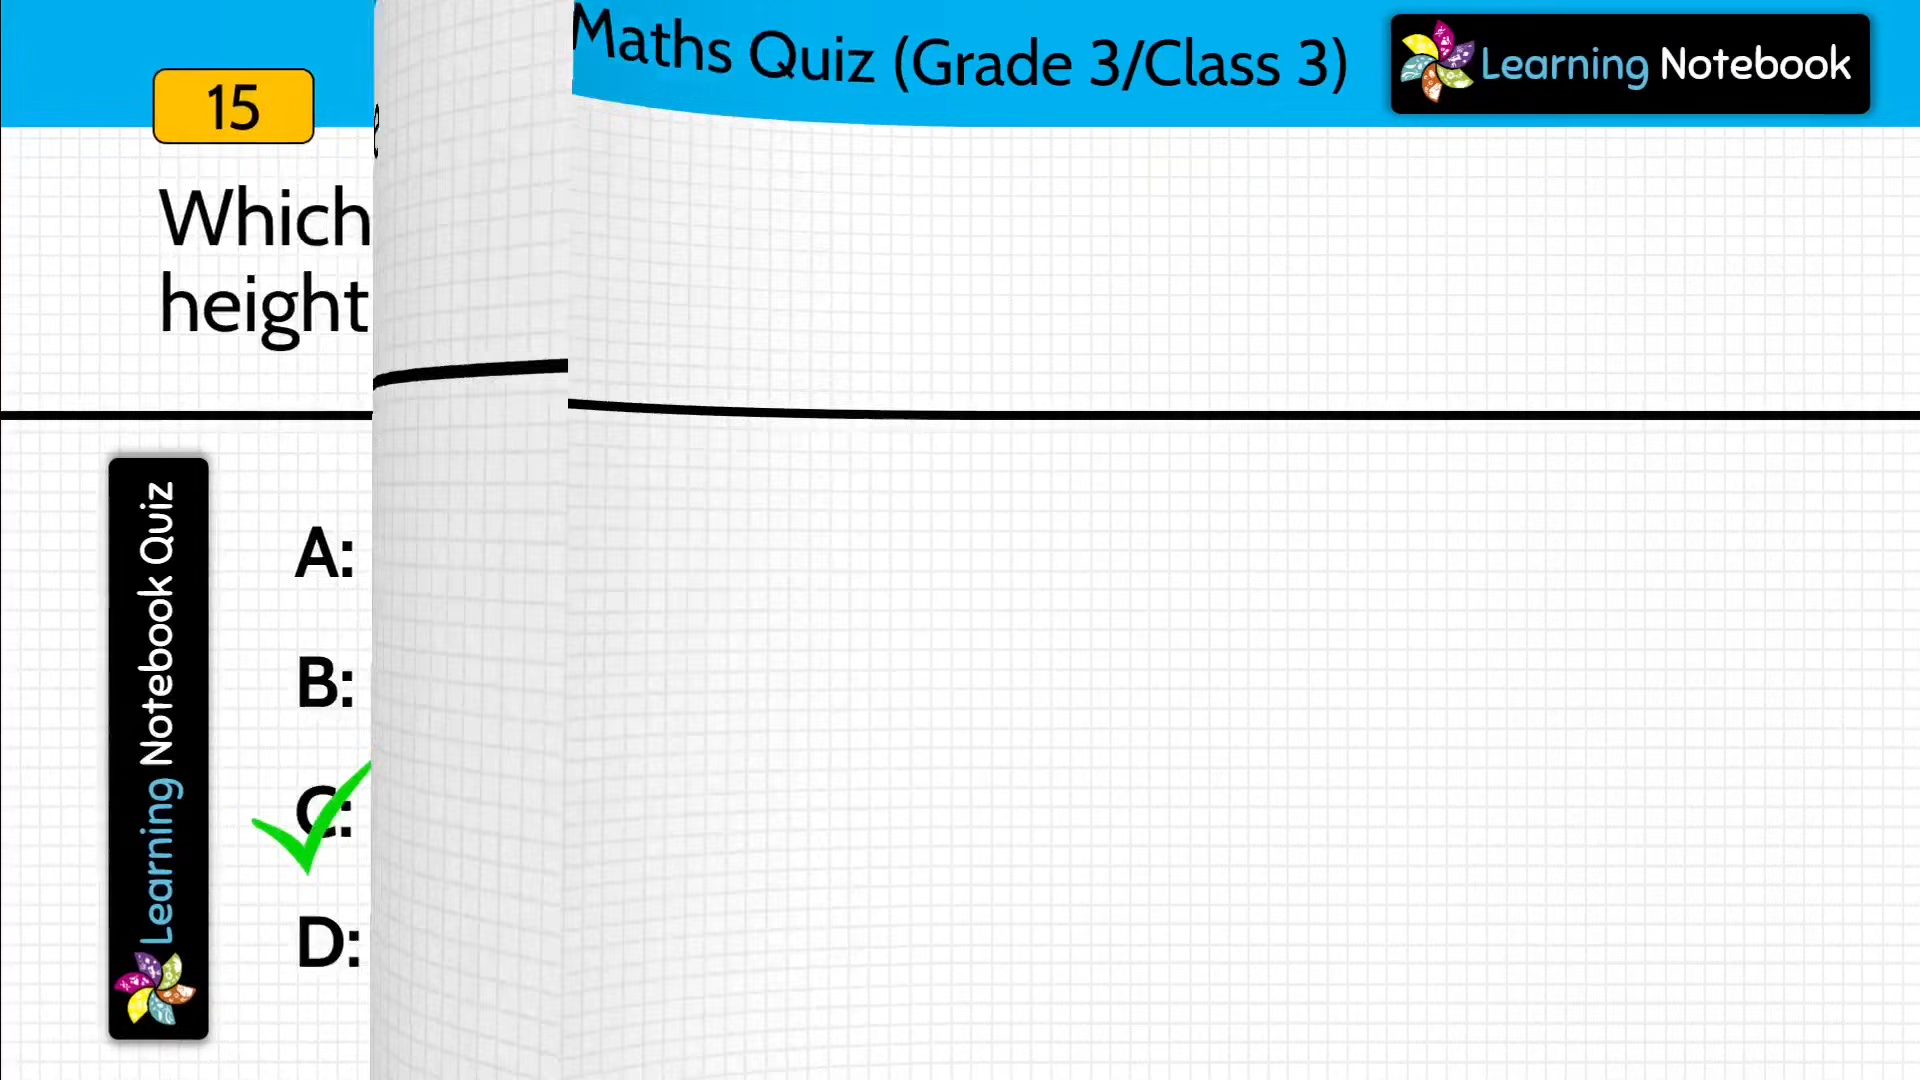 Maths Quiz (Grade 3/Class 3)
Learning Notebook
15
Which
height
Learning Notebook Quiz
A:
B:
C:
D: